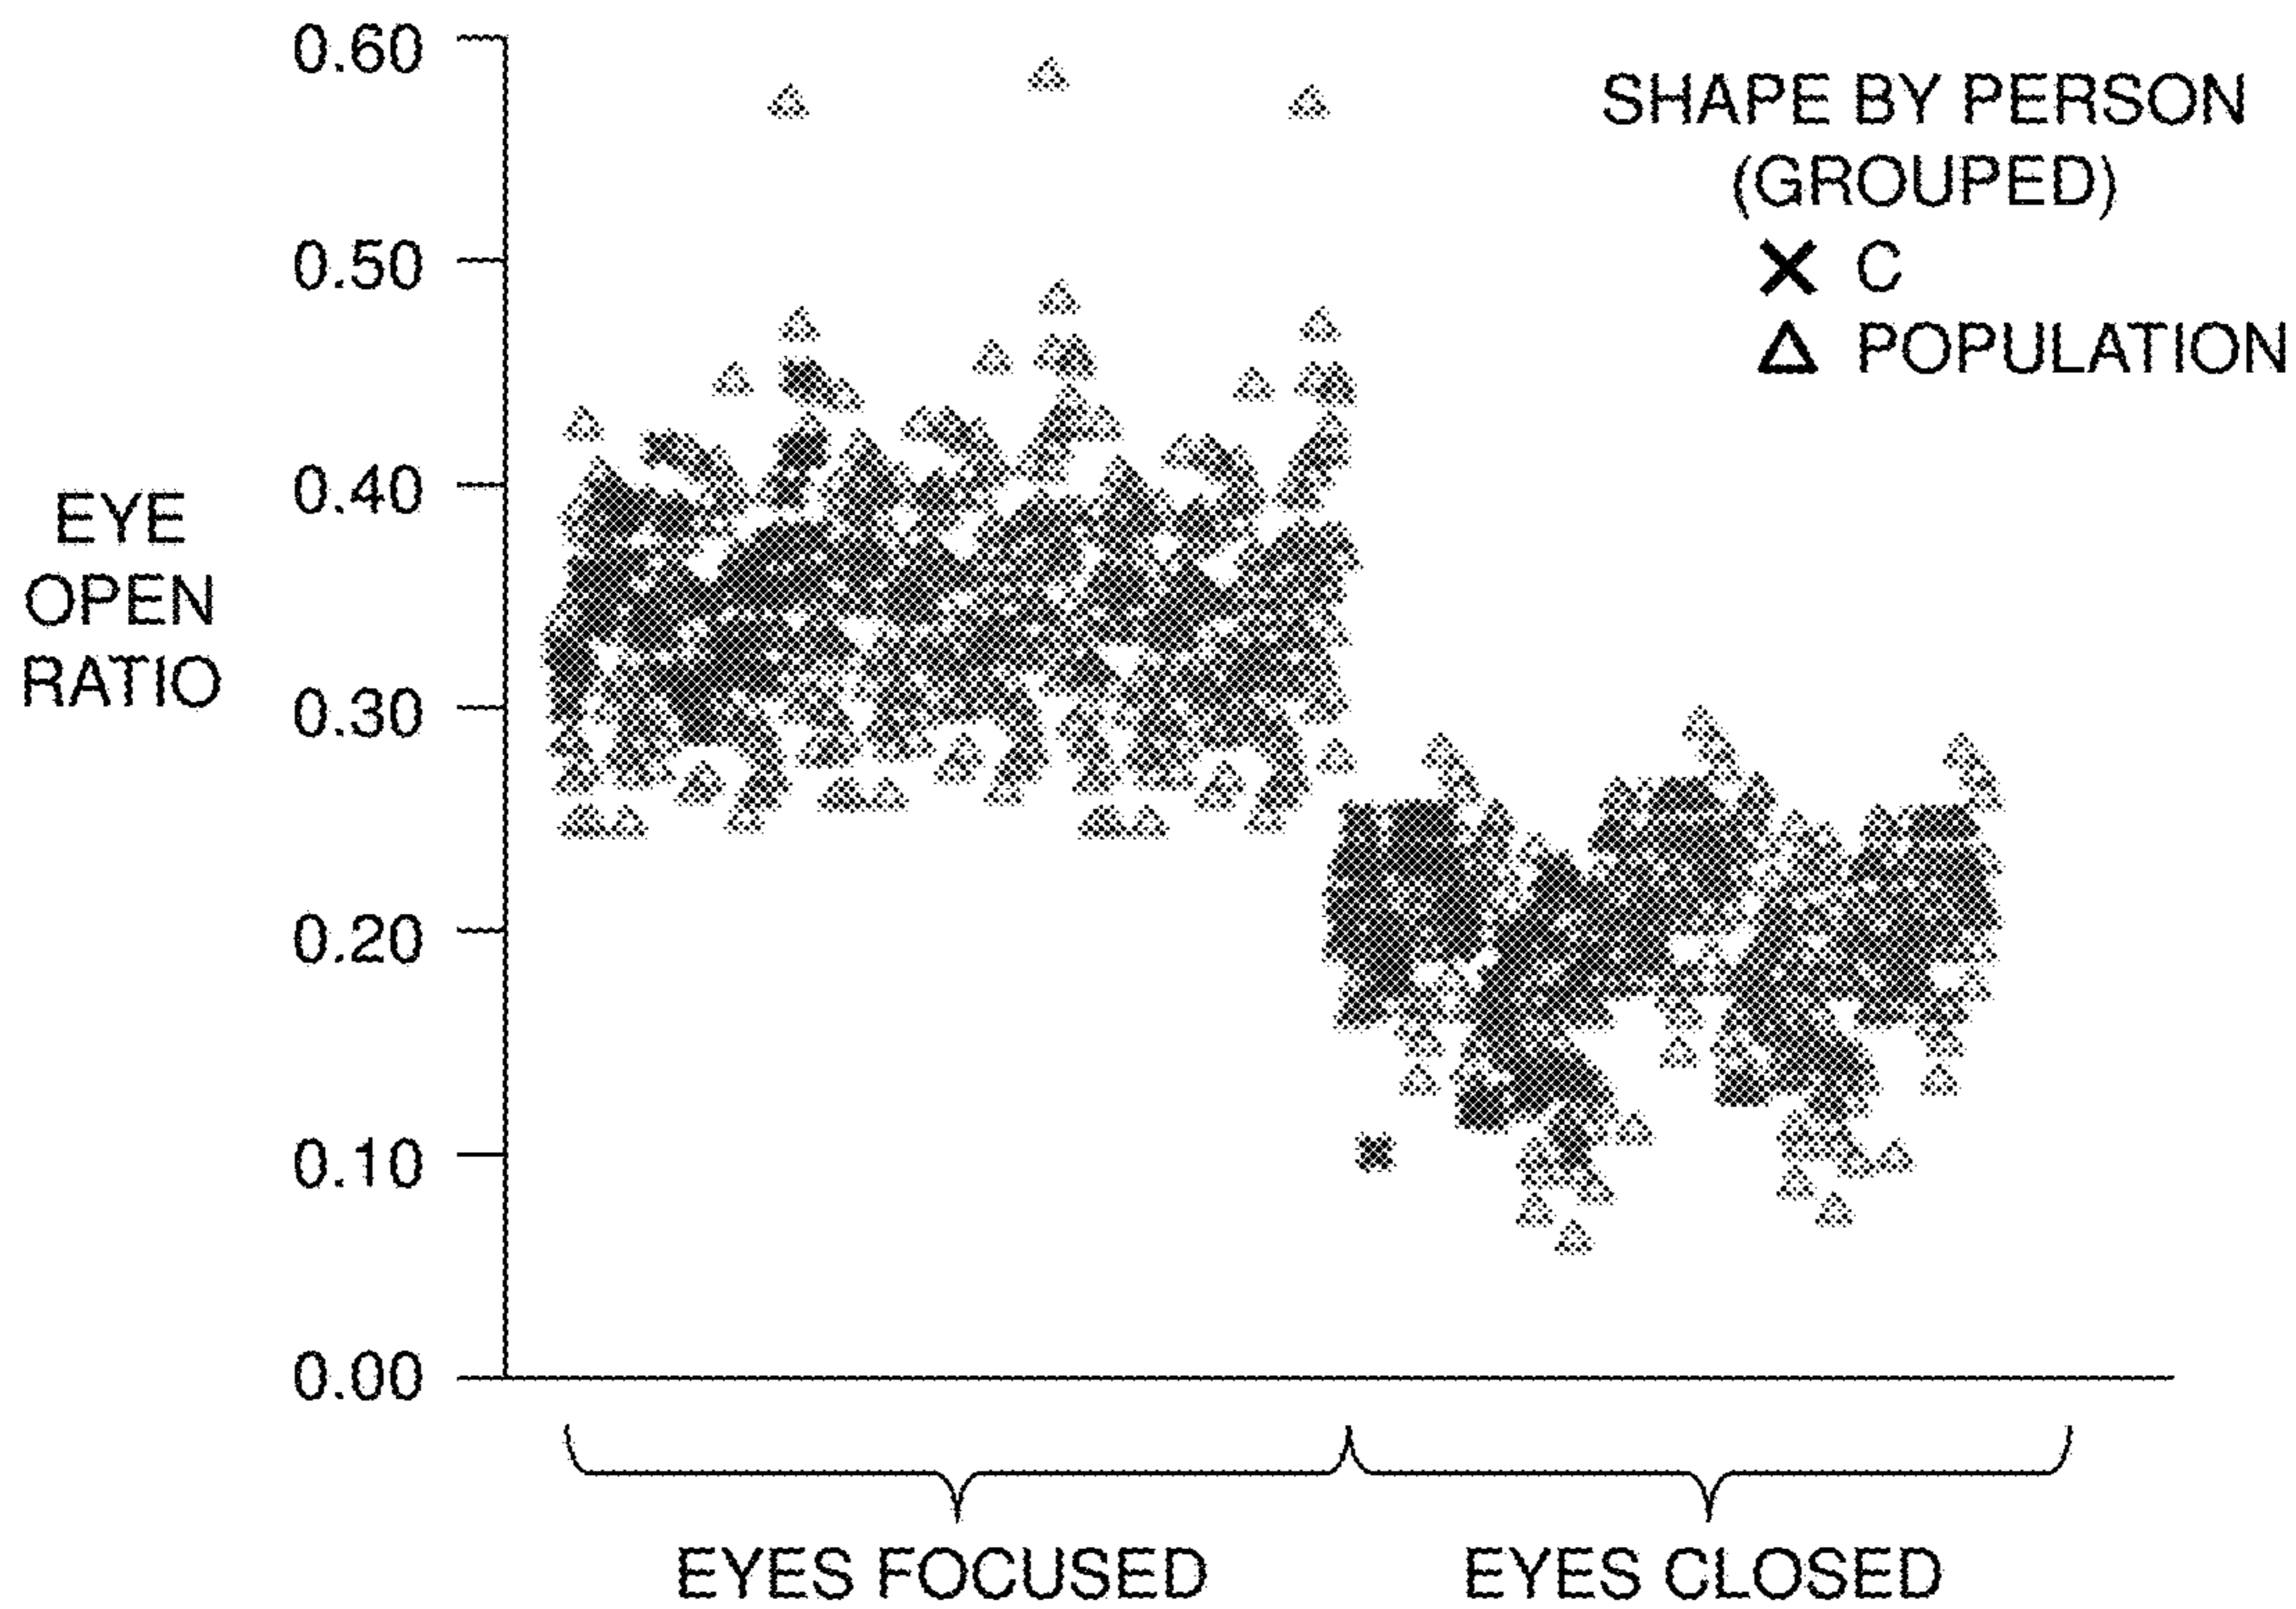 0.60
0.50
0.40
0.30
0.20
0.10
0.00
EYE
OPEN
RATIO
SHAPE BY PERSON
(GROUPED)
C
POPULATION
EYES FOCUSED
EYES CLOSED